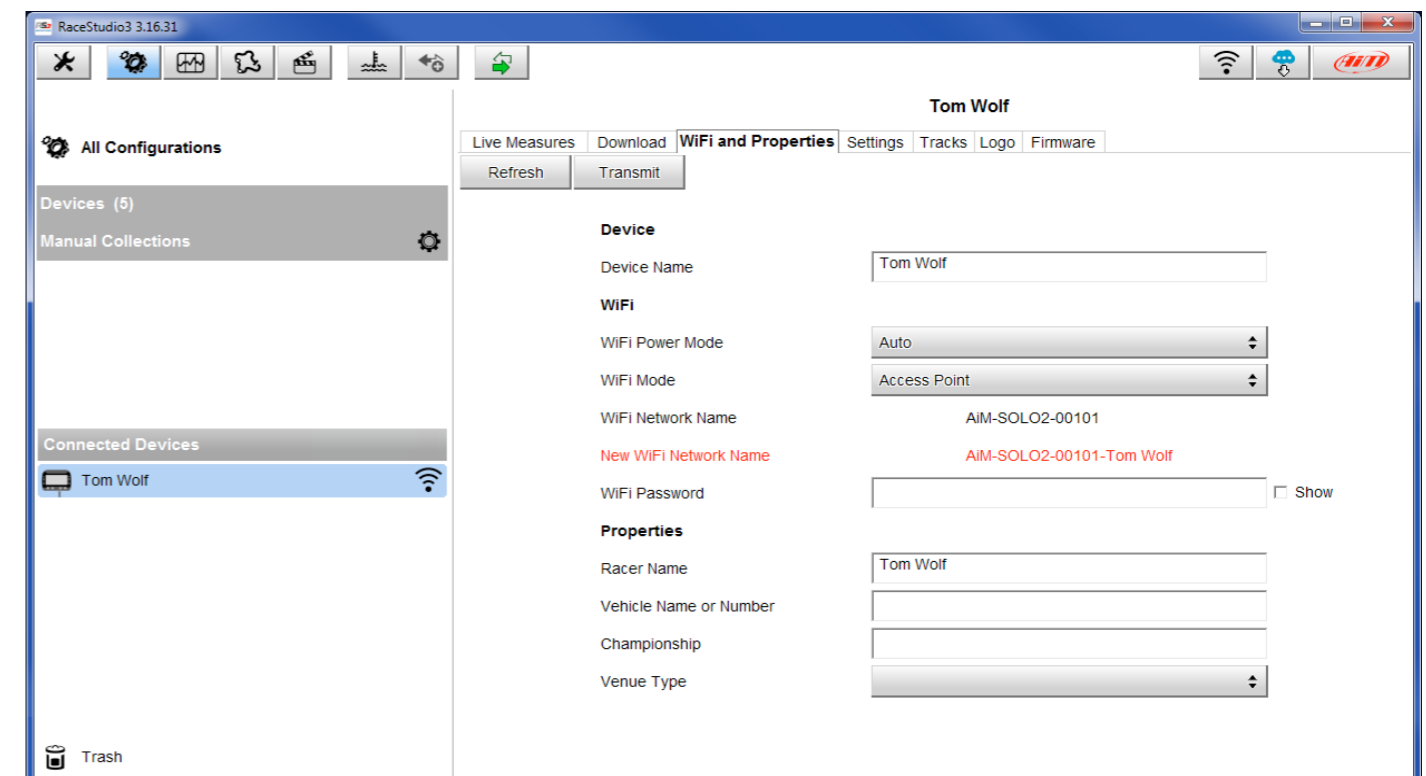 RaceStudio3 3.16.31
AiM
Tom Wolf
All Configurations
Live Measures Download WiFi and Properties Settings Tracks Logo Firmware
Refresh Transmit
Devices (5)
Manual Collections
Device
Device Name Tom Wolf
WiFi
WiFi Power Mode Auto
WiFi Mode Access Point
WiFi Network Name AiM-SOLO2-00101
Connected Devices
New WiFi Network Name AiM-SOLO2-00101-Tom Wolf
Tom Wolf
WiFi Password Show
Properties
Racer Name Tom Wolf
Vehicle Name or Number
Championship
Venue Type
Trash